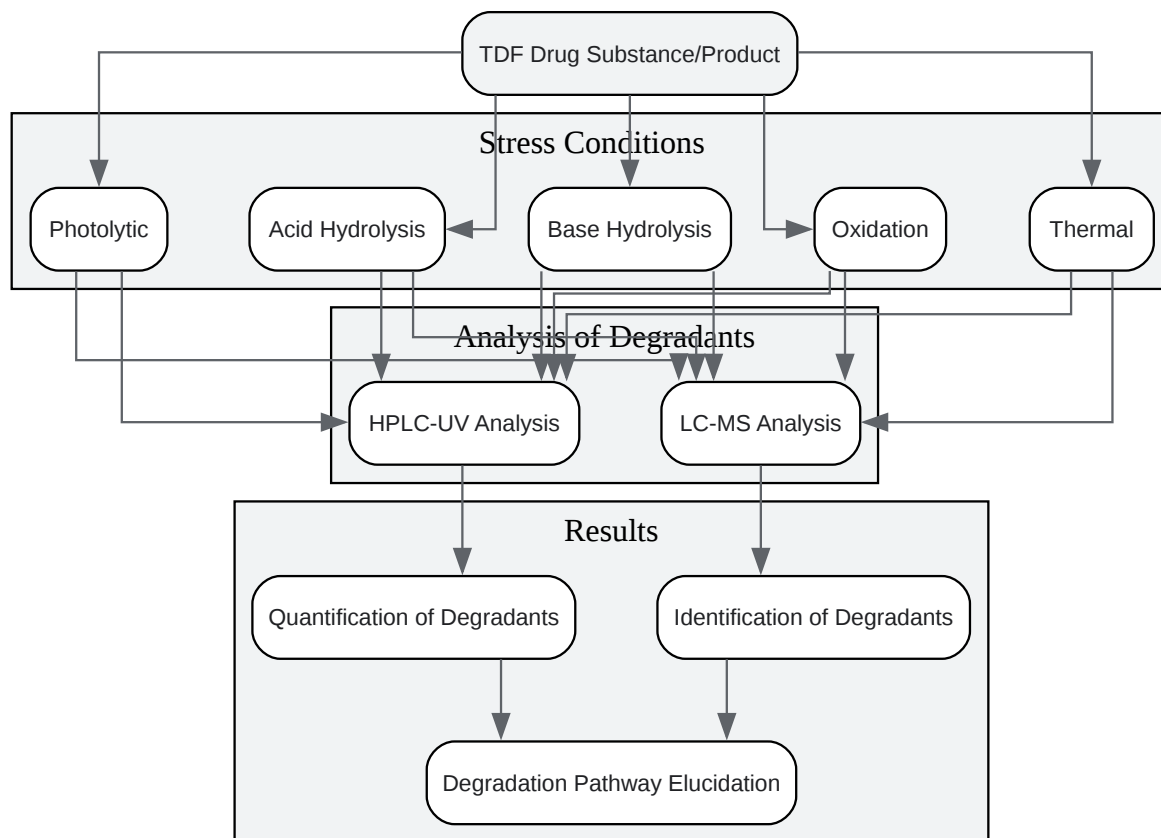 TDF Drug Substance/Product
Stress Conditions
Photolytic
Acid Hydrolysis
Base Hydrolysis
Oxidation
Thermal
Analysis of Degradants
HPLC-UV Analysis
LC-MS Analysis
Results
Quantification of Degradants
Identification of Degradants
Degradation Pathway Elucidation